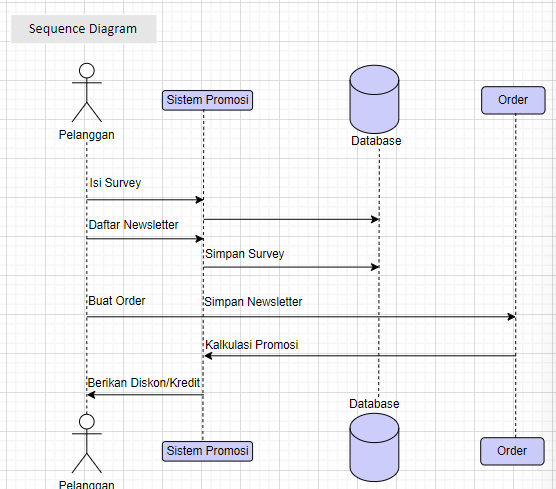 Sequence Diagram
Sistem Promosi
Order
Pelanggan
Database
Isi Survey
Daftar Newsletter
Simpan Survey
Buat Order
Simpan Newsletter
Kalkulasi Promosi
Berikan Diskon/Kredit
Database
Sistem Promosi
Order
Pelanggan